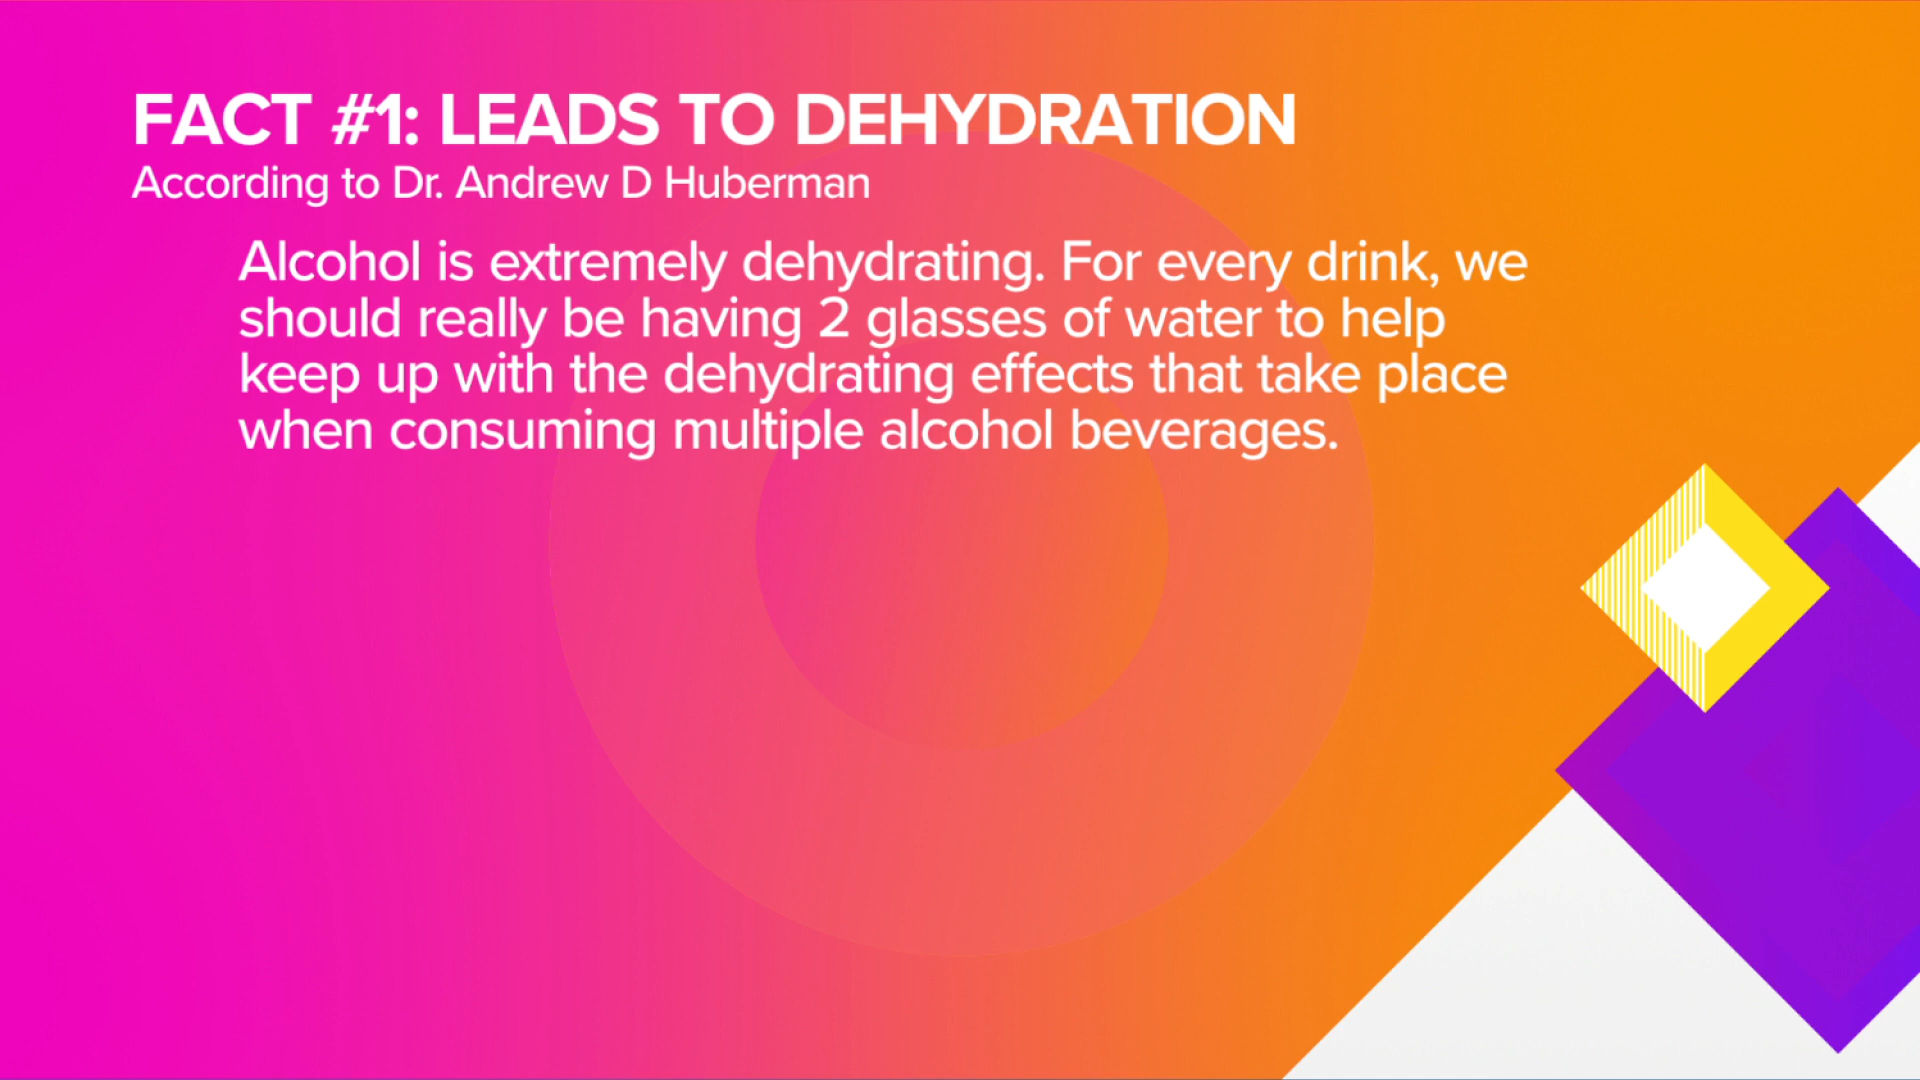 FACT #1: LEADS TO DEHYDRATION
According to Dr. Andrew D Huberman
Alcohol is extremely dehydrating. For every drink, we
should really be having 2 glasses of water to help
keep up with the dehydrating effects that take place
when consuming multiple alcohol beverages.